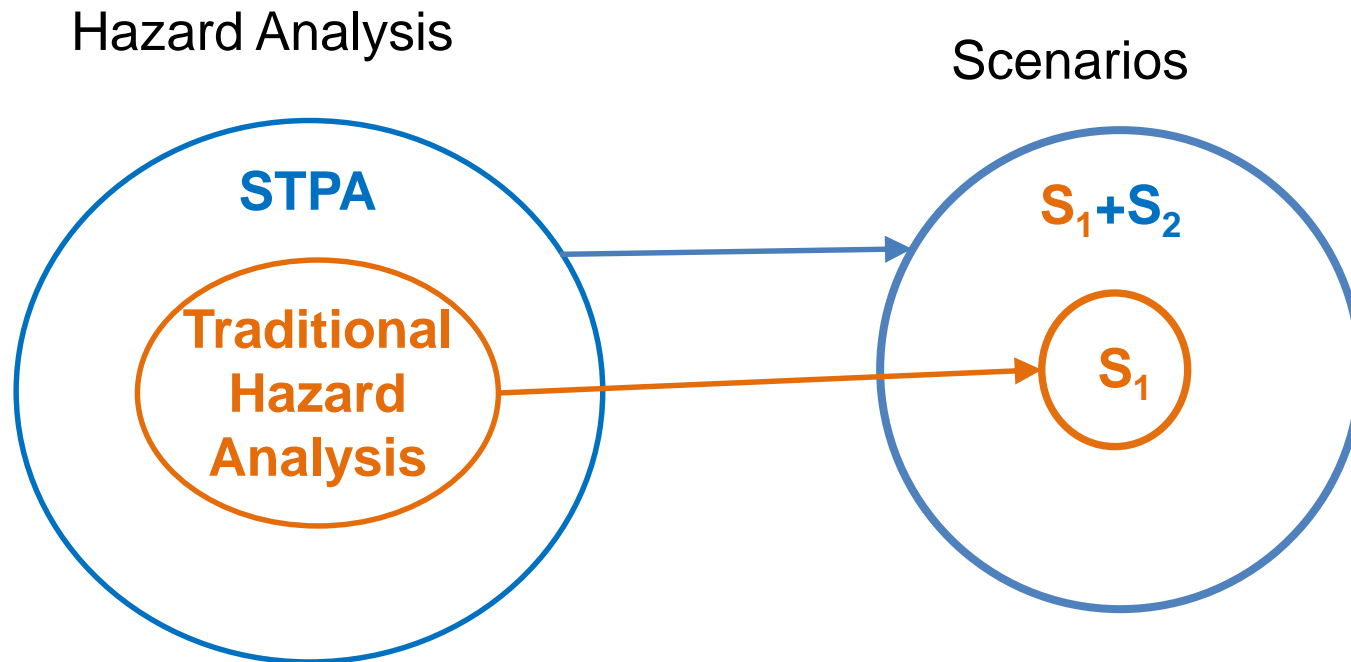 Hazard Analysis
Scenarios
STPA
Traditional
Hazard
Analysis
S₁+S₂
S₁